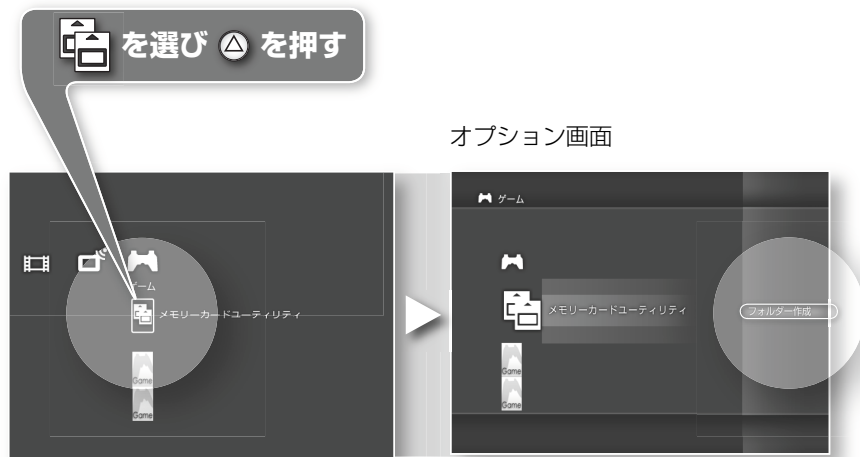 を選び △ を押す
オプション画面
ゲーム
メモリーカードユーティリティ
Game
Game
ゲーム
メモリーカードユーティリティ
フォルダー作成
Game
Game